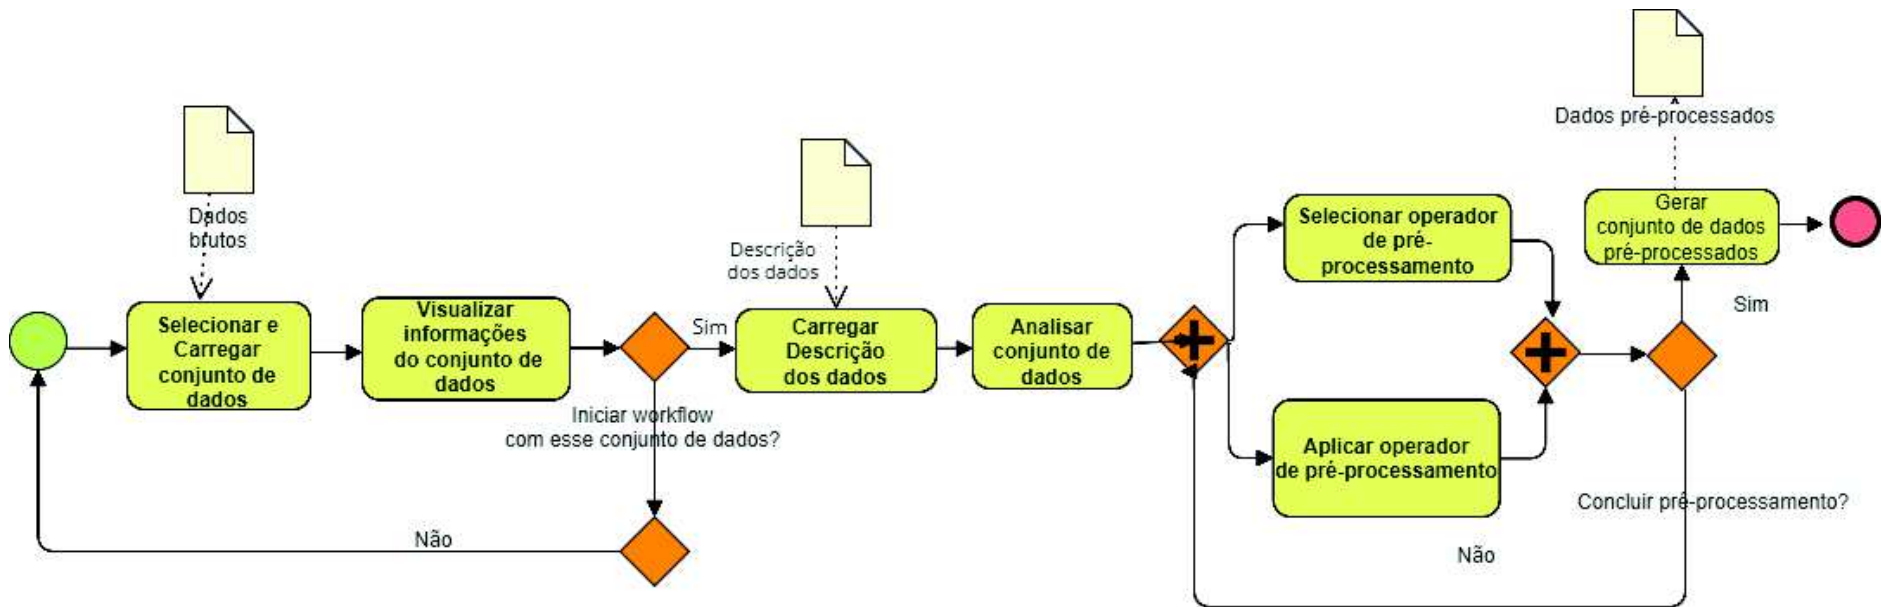 Dados
brutos
Selecionar e
Carregar
conjunto de
dados
Visualizar
informações
do conjunto de
dados
Sim
Iniciar workflow
com esse conjunto de dados?
Não
Descrição
dos dados
Carregar
Descrição
dos dados
Analisar
conjunto de
dados
Selecionar operador
de pré-
processamento
Aplicar operador
de pré-processamento
Dados pré-processados
Gerar
conjunto de dados
pré-processados
Sim
Concluir pré-processamento?
Não